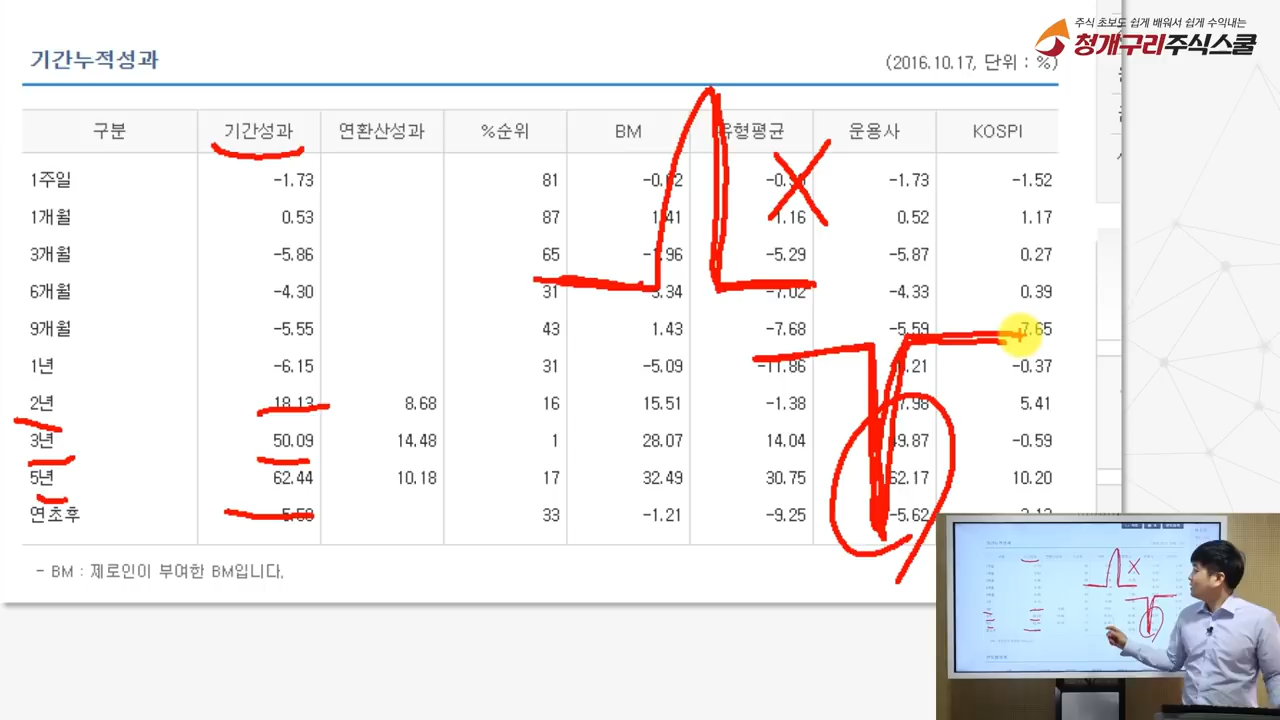 주식 초보도 쉽게 배워서 쉽게 수익내는
청개구리주식스쿨
기간누적성과
(2016.10.17, 단위 : %)
구분 기간성과 연환산성과 %순위 BM 유형평균 운용사 KOSPI
1주일 -1.73 81 -1.73 -1.52
1개월 0.53 87 1.16 0.52 1.17
3개월 -5.86 65 -5.29 -5.87 0.27
6개월 -4.30 31 -7.02 -4.33 0.39
9개월 -5.55 43 1.43 -7.68 -5.59 7.65
1년 -6.15 31 -5.09 -11.86 -0.37
2년 18.13 8.68 16 15.51 -1.38 5.41
3년 50.09 14.48 1 28.07 14.04 -0.59
5년 62.44 10.18 17 32.49 30.75 62.17 10.20
연초후 33 -1.21 -9.25 -5.62
- BM : 제로인이 부여한 BM입니다.